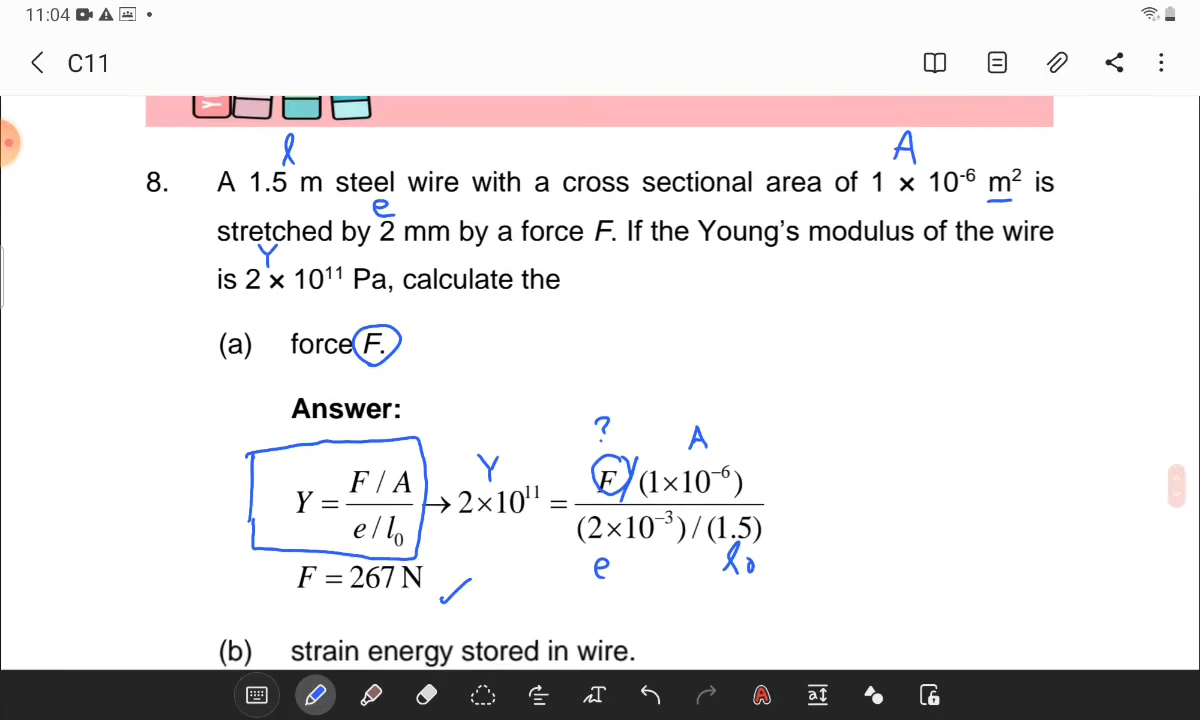 11:04
C11
Y
l
A
8. A 1.5 m steel wire with a cross sectional area of 1 × 10⁻⁶ m² is
e
stretched by 2 mm by a force F. If the Young's modulus of the wire
Y
is 2 × 10¹¹ Pa, calculate the
(a) force F.
Answer:
? A
Y
Y = (F / A) / (e / l₀) → 2×10¹¹ = (F / (1×10⁻⁶)) / ((2×10⁻³) / (1.5))
e l₀
F = 267 N ✓
(b) strain energy stored in wire.